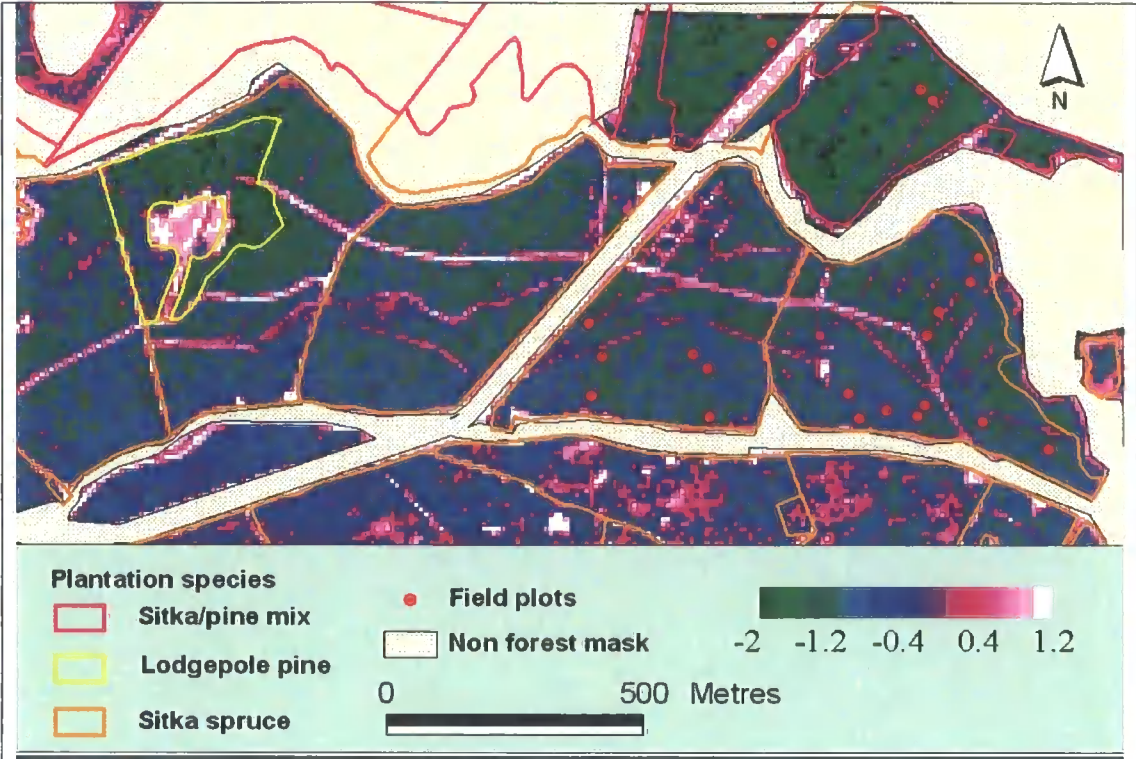 N
Plantation species
Sitka/pine mix
Lodgepole pine
Sitka spruce
Field plots
Non forest mask
0 500 Metres
-2 -1.2 -0.4 0.4 1.2